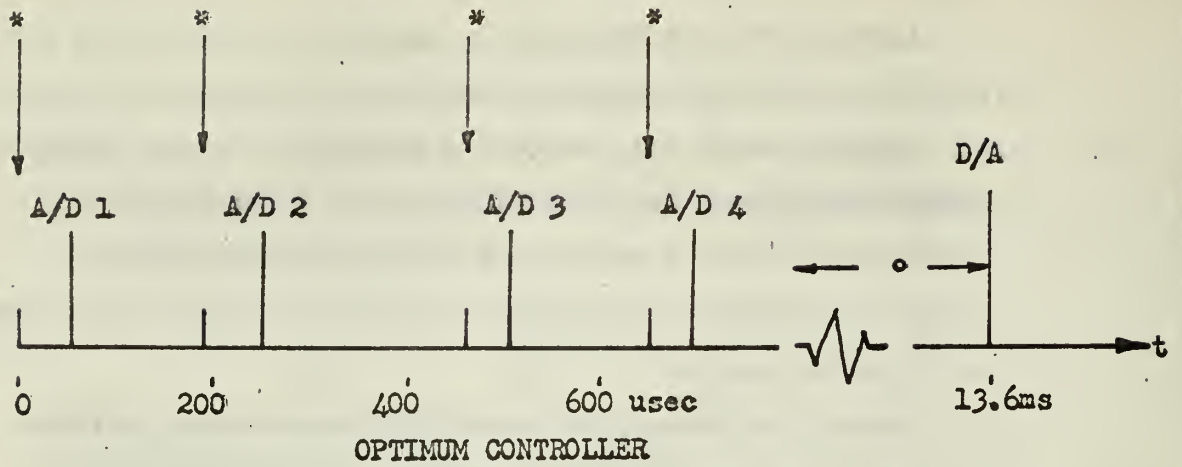 * * * *
D/A
A/D 1 A/D 2 A/D 3 A/D 4
0 200 400 600 usec 13.6ms
t
OPTIMUM CONTROLLER